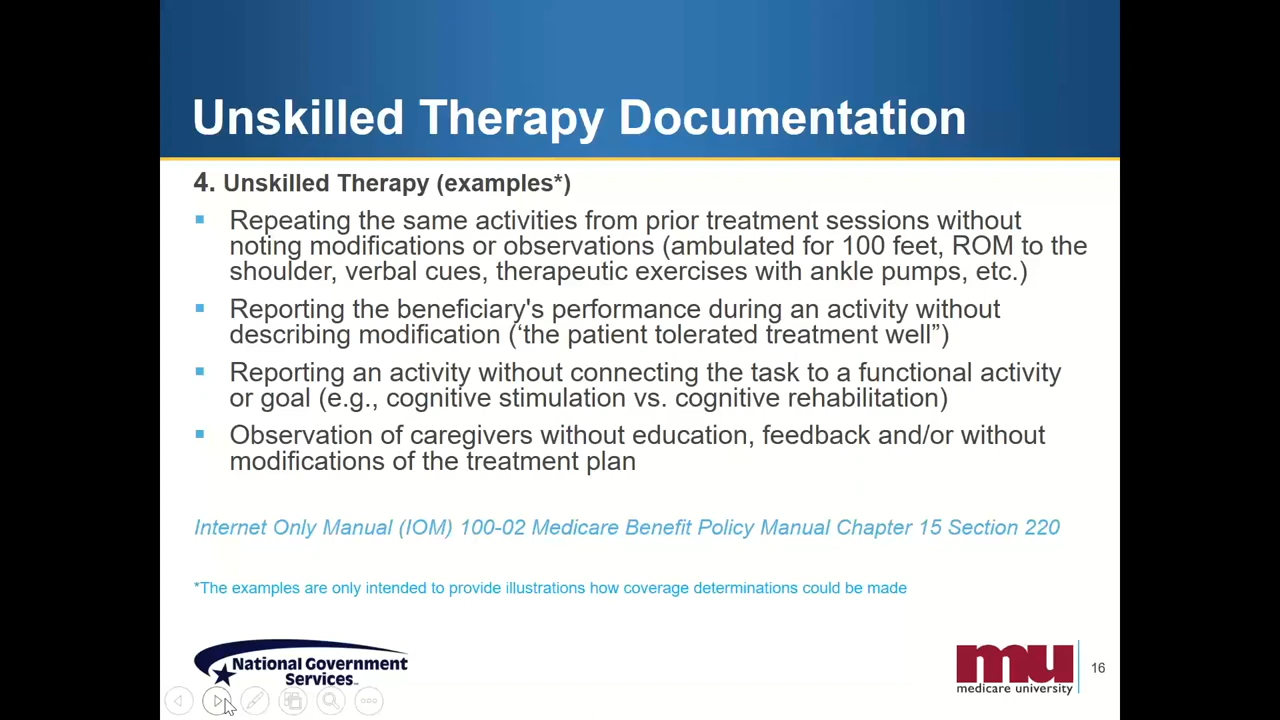 Unskilled Therapy Documentation
4. Unskilled Therapy (examples*)
Repeating the same activities from prior treatment sessions without
noting modifications or observations (ambulated for 100 feet, ROM to the
shoulder, verbal cues, therapeutic exercises with ankle pumps, etc.)
Reporting the beneficiary's performance during an activity without
describing modification (‘the patient tolerated treatment well”)
Reporting an activity without connecting the task to a functional activity
or goal (e.g., cognitive stimulation vs. cognitive rehabilitation)
Observation of caregivers without education, feedback and/or without
modifications of the treatment plan
Internet Only Manual (IOM) 100-02 Medicare Benefit Policy Manual Chapter 15 Section 220
*The examples are only intended to provide illustrations how coverage determinations could be made
National Government
Services
mu
medicare university
16